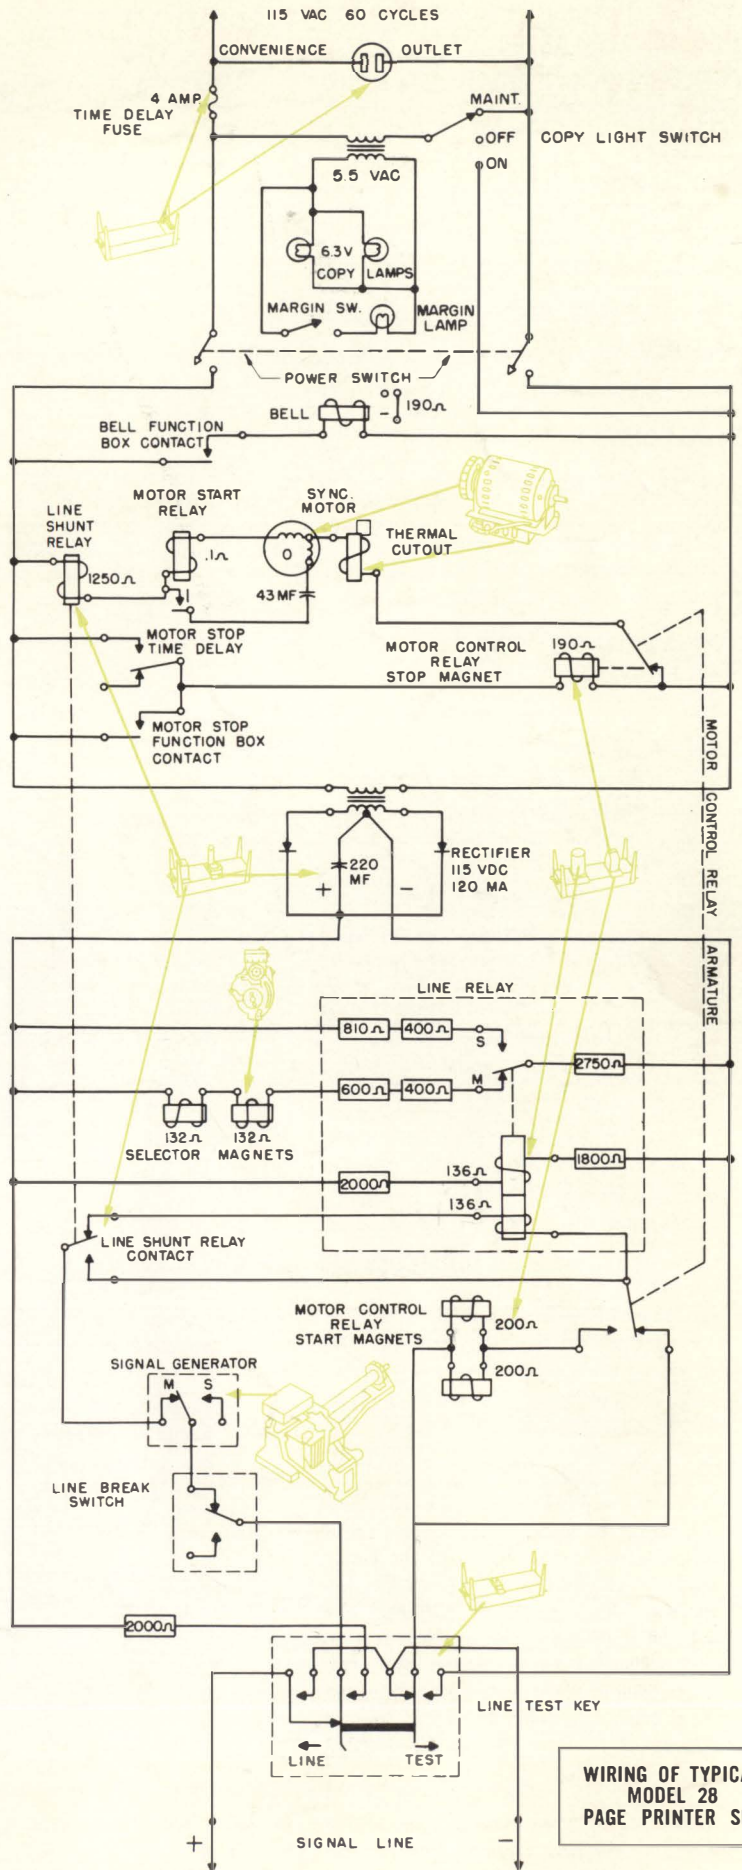 115 VAC 60 CYCLES
CONVENIENCE OUTLET
4 AMP.
TIME DELAY
FUSE
MAINT.
OFF
ON
COPY LIGHT SWITCH
5.5 VAC
6.3 V
COPY LAMPS
MARGIN SW.
MARGIN
LAMP
POWER SWITCH
BELL
190Ω
BELL FUNCTION
BOX CONTACT
LINE
SHUNT
RELAY
MOTOR START
RELAY
SYNC.
MOTOR
THERMAL
CUTOUT
.1Ω
1250Ω
43 MF
MOTOR STOP
TIME DELAY
MOTOR CONTROL
RELAY
STOP MAGNET
190Ω
MOTOR STOP
FUNCTION BOX
CONTACT
MOTOR CONTROL RELAY ARMATURE
220
MF
+ -
RECTIFIER
115 VDC
120 MA
LINE RELAY
810Ω 400Ω
S
2750Ω
600Ω 400Ω
M
132Ω 132Ω
SELECTOR MAGNETS
2000Ω
136Ω
1800Ω
136Ω
LINE SHUNT RELAY
CONTACT
MOTOR CONTROL
RELAY
START MAGNETS
200Ω
200Ω
SIGNAL GENERATOR
M S
LINE BREAK
SWITCH
2000Ω
LINE TEST KEY
LINE TEST
+ SIGNAL LINE -
WIRING OF TYPICA
MODEL 28
PAGE PRINTER S